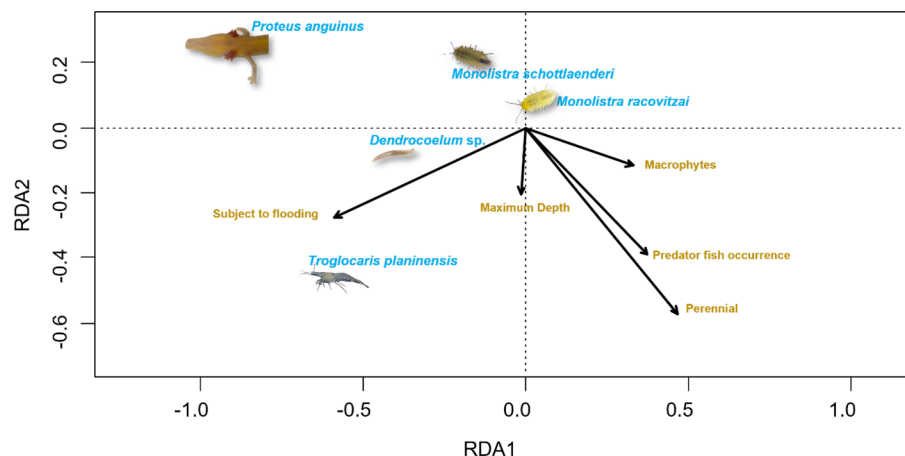 Proteus anguinus
Monolistra schottlaenderi
Monolistra racovitzai
Dendrocoelum sp.
Macrophytes
Subject to flooding
Maximum Depth
Predator fish occurrence
Troglocaris planinensis
Perennial
RDA2
0.2
0.0
-0.2
-0.4
-0.6
-1.0 -0.5 0.0 0.5 1.0
RDA1